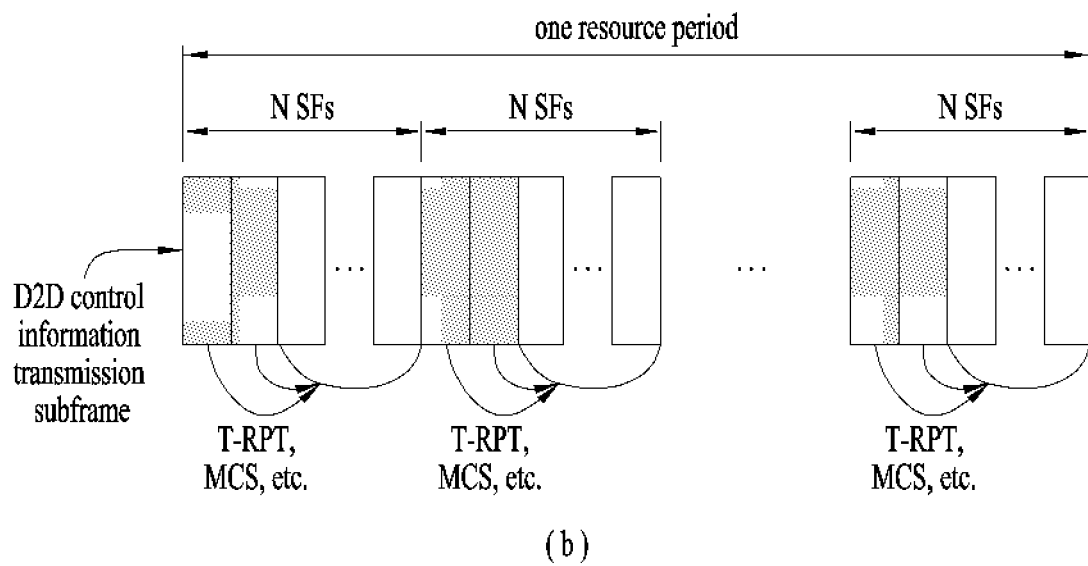 one resource period
N SFs
N SFs
N SFs
...
...
...
...
D2D control
information
transmission
subframe
T-RPT,
MCS, etc.
T-RPT,
MCS, etc.
T-RPT,
MCS, etc.
(b)